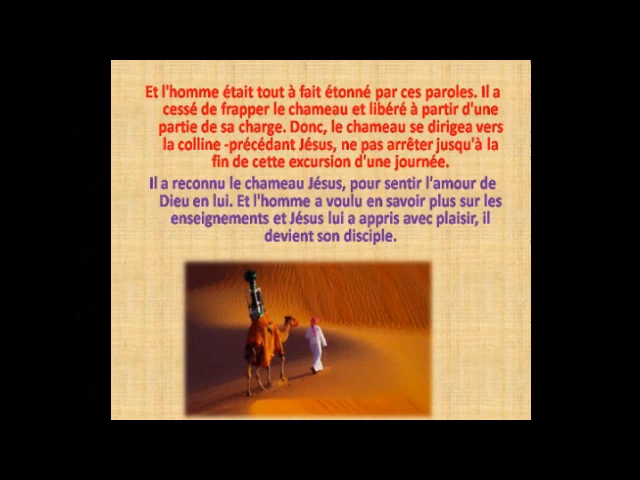 Et l'homme était tout à fait étonné par ces paroles. Il a
cessé de frapper le chameau et libéré à partir d'une
partie de sa charge. Donc, le chameau se dirigea vers
la colline -précédant Jésus, ne pas arrêter jusqu'à la
fin de cette excursion d'une journée.
Il a reconnu le chameau Jésus, pour sentir l'amour de
Dieu en lui. Et l'homme a voulu en savoir plus sur les
enseignements et Jésus lui a appris avec plaisir, il
devient son disciple.